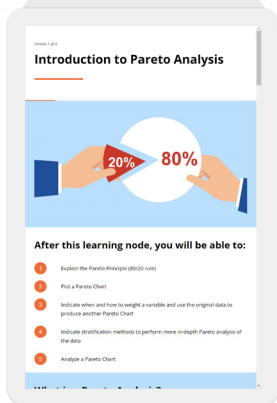 Lesson 1 of 6
Introduction to Pareto Analysis
20%
80%
After this learning node, you will be able to:
1 Explain the Pareto Principle (80/20 rule)
2 Plot a Pareto Chart
3 Indicate when and how to weight a variable and use the original data to
produce another Pareto Chart
4 Indicate stratification methods to perform more in-depth Pareto analysis of
the data
5 Analyze a Pareto Chart